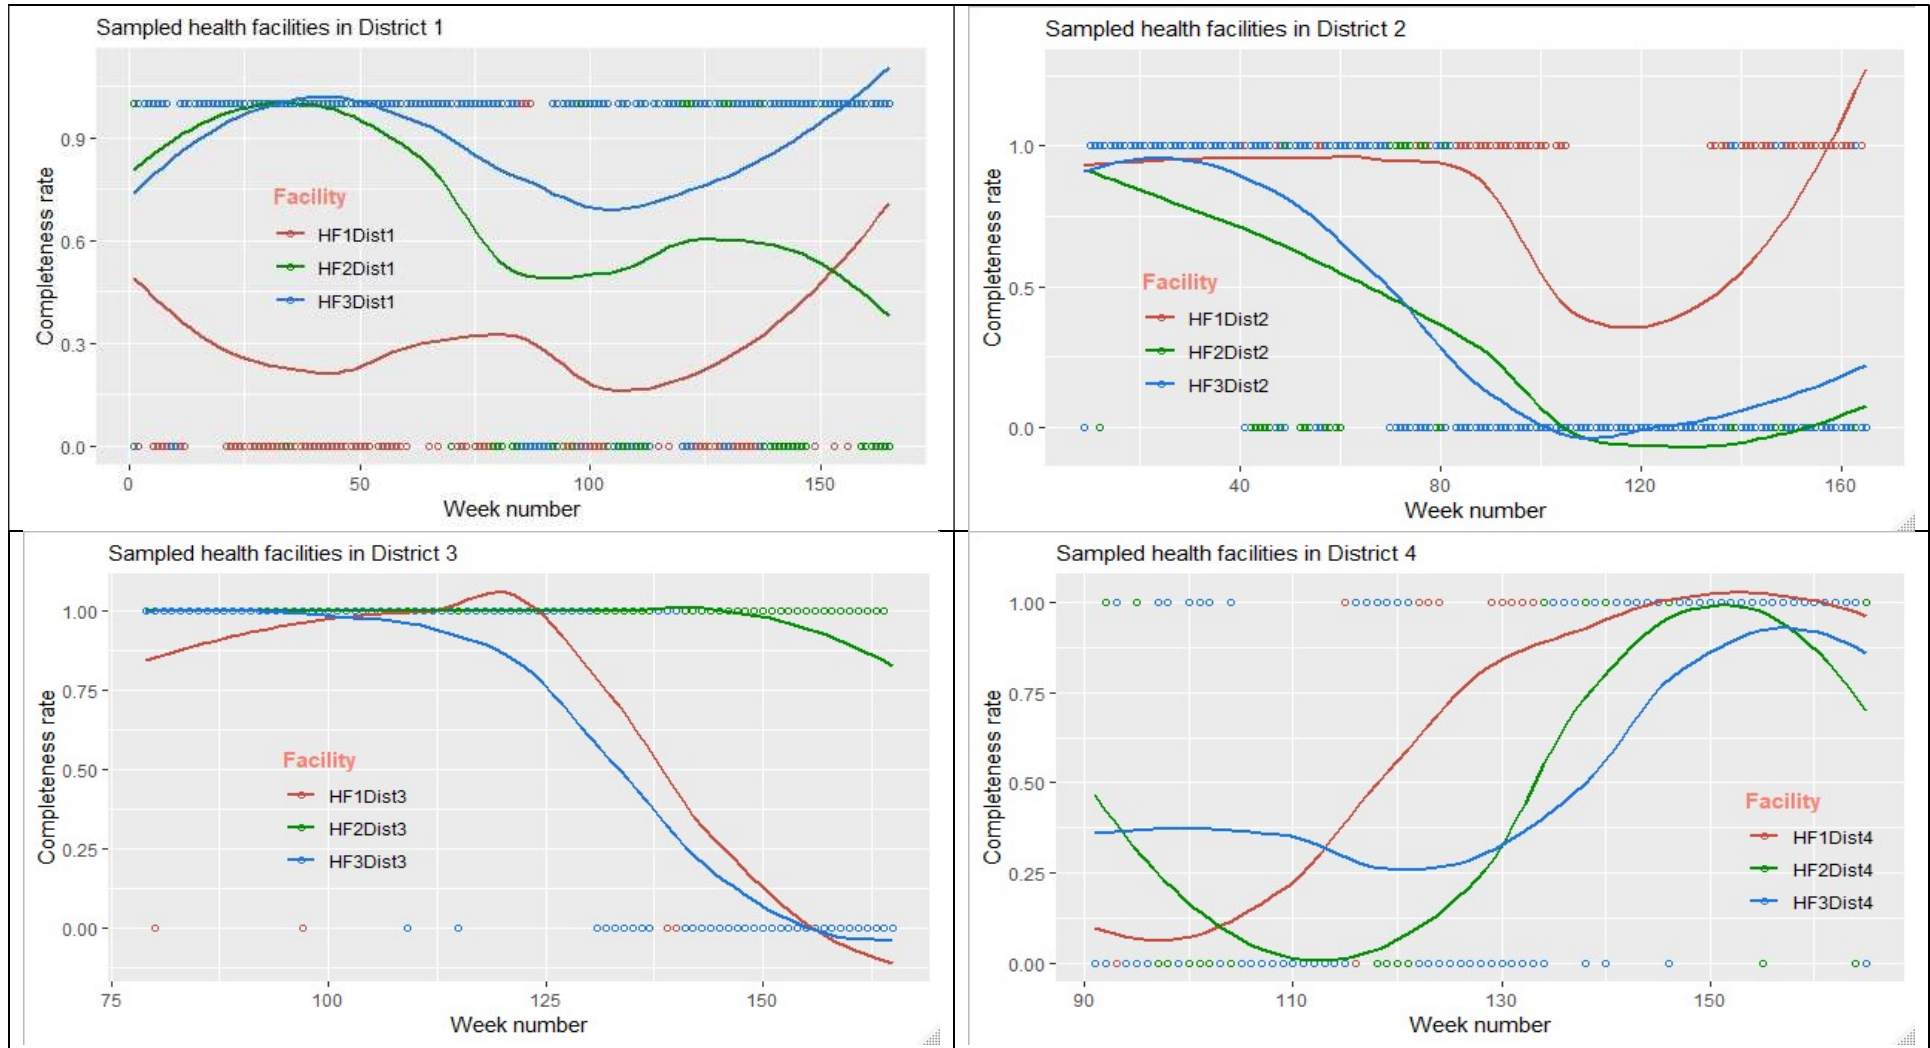 Sampled health facilities in District 1
Completeness rate
0.9
0.6
0.3
0.0
Facility
HF1Dist1
HF2Dist1
HF3Dist1
0 50 100 150
Week number
Sampled health facilities in District 2
Completeness rate
1.0
0.5
0.0
Facility
HF1Dist2
HF2Dist2
HF3Dist2
40 80 120 160
Week number
Sampled health facilities in District 3
Completeness rate
1.00
0.75
0.50
0.25
0.00
Facility
HF1Dist3
HF2Dist3
HF3Dist3
75 100 125 150
Week number
Sampled health facilities in District 4
Completeness rate
1.00
0.75
0.50
0.25
0.00
Facility
HF1Dist4
HF2Dist4
HF3Dist4
90 110 130 150
Week number